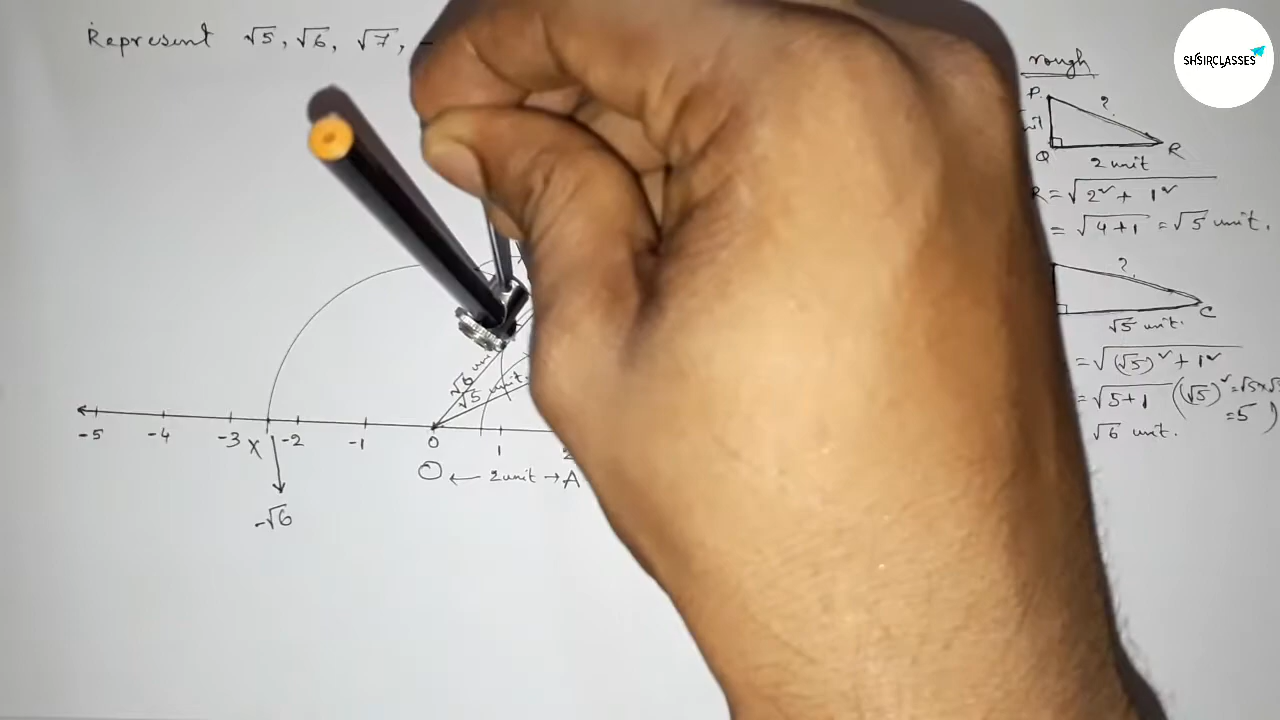 Represent √5, √6, √7, -
SHSIRCLASSES
rough
P
?
Q
R
2 unit
= √2² + 1²
= √4+1 = √5 unit.
?
C
√5 unit.
= √(√5)² + 1²
= √5+1 ((√5)² = √5×√5
= 5)
√6 unit.
√6 unit
√5 unit.
-5 -4 -3 -2 -1 0 1 2
X
O ← 2 unit → A
-√6